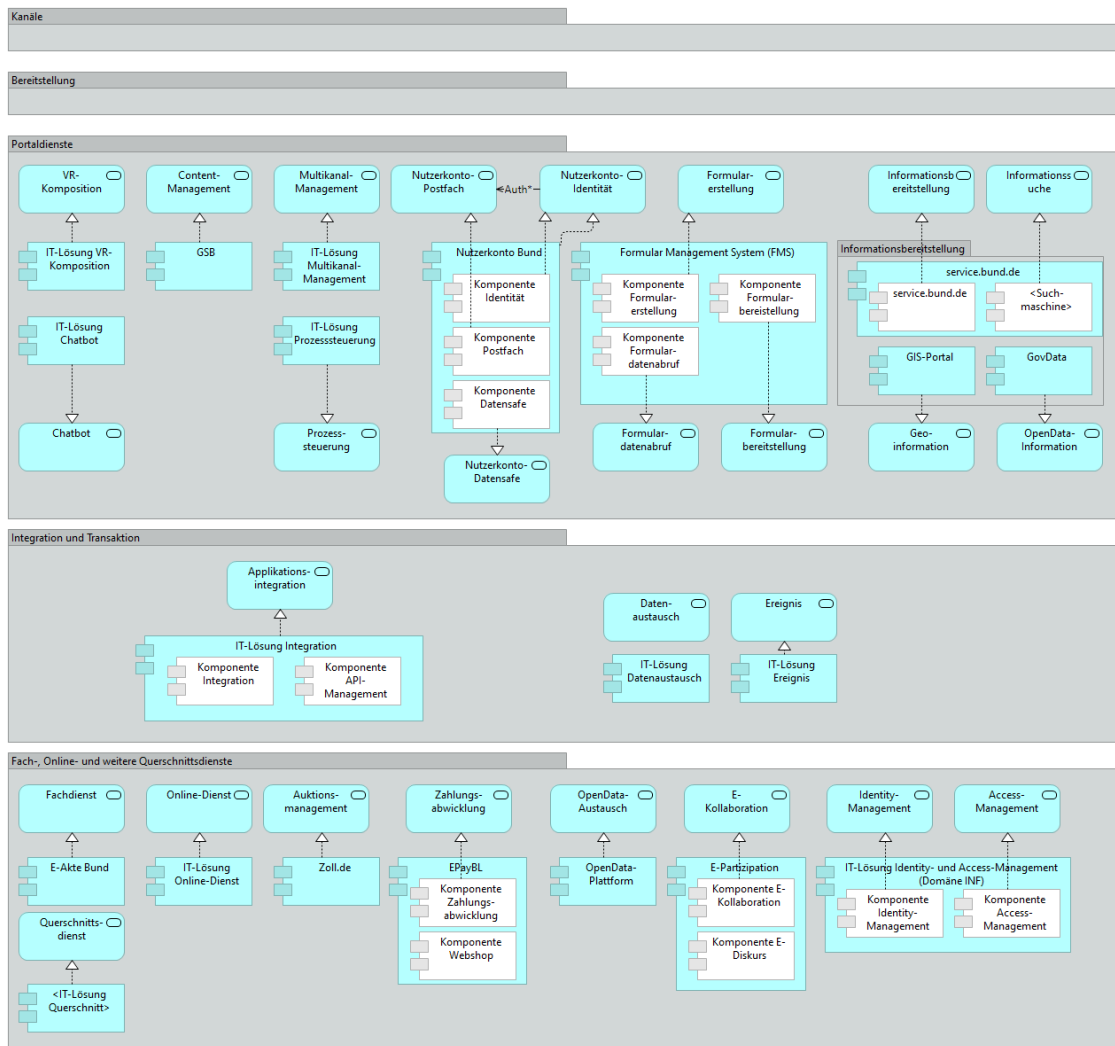 Kanäle
Bereitstellung
Portaldienste
VR-
Komposition
Content-
Management
Multikanal-
Management
Nutzerkonto-
Postfach
«Auth*
Nutzerkonto-
Identität
Formular-
erstellung
Informationsb
ereitstellung
Informationss
uche
IT-Lösung VR-
Komposition
GSB
IT-Lösung
Multikanal-
Management
Nutzerkonto Bund
Komponente
Identität
Komponente
Postfach
Komponente
Datensafe
Formular Management System (FMS)
Komponente
Formular-
erstellung
Komponente
Formular-
bereistellung
Komponente
Formular-
datenabruf
Informationsbereitstellung
service.bund.de
service.bund.de
<Such-
maschine>
GIS-Portal
GovData
IT-Lösung
Chatbot
IT-Lösung
Prozesssteuerung
Chatbot
Prozess-
steuerung
Nutzerkonto-
Datensafe
Formular-
datenabruf
Formular-
bereitstellung
Geo-
information
OpenData-
Information
Integration und Transaktion
Applikations-
integration
Daten-
austausch
Ereignis
IT-Lösung Integration
Komponente
Integration
Komponente
API-
Management
IT-Lösung
Datenaustausch
IT-Lösung
Ereignis
Fach-, Online- und weitere Querschnittsdienste
Fachdienst
Online-Dienst
Auktions-
management
Zahlungs-
abwicklung
OpenData-
Austausch
E-
Kollaboration
Identity-
Management
Access-
Management
E-Akte Bund
IT-Lösung
Online-Dienst
Zoll.de
EPayBL
Komponente
Zahlungs-
abwicklung
Komponente
Webshop
OpenData-
Plattform
E-Partizipation
Komponente E-
Kollaboration
Komponente E-
Diskurs
IT-Lösung Identity- und Access-Management
(Domäne INF)
Komponente
Identity-
Management
Komponente
Access-
Management
Querschnitts-
dienst
<IT-Lösung
Querschnitt>